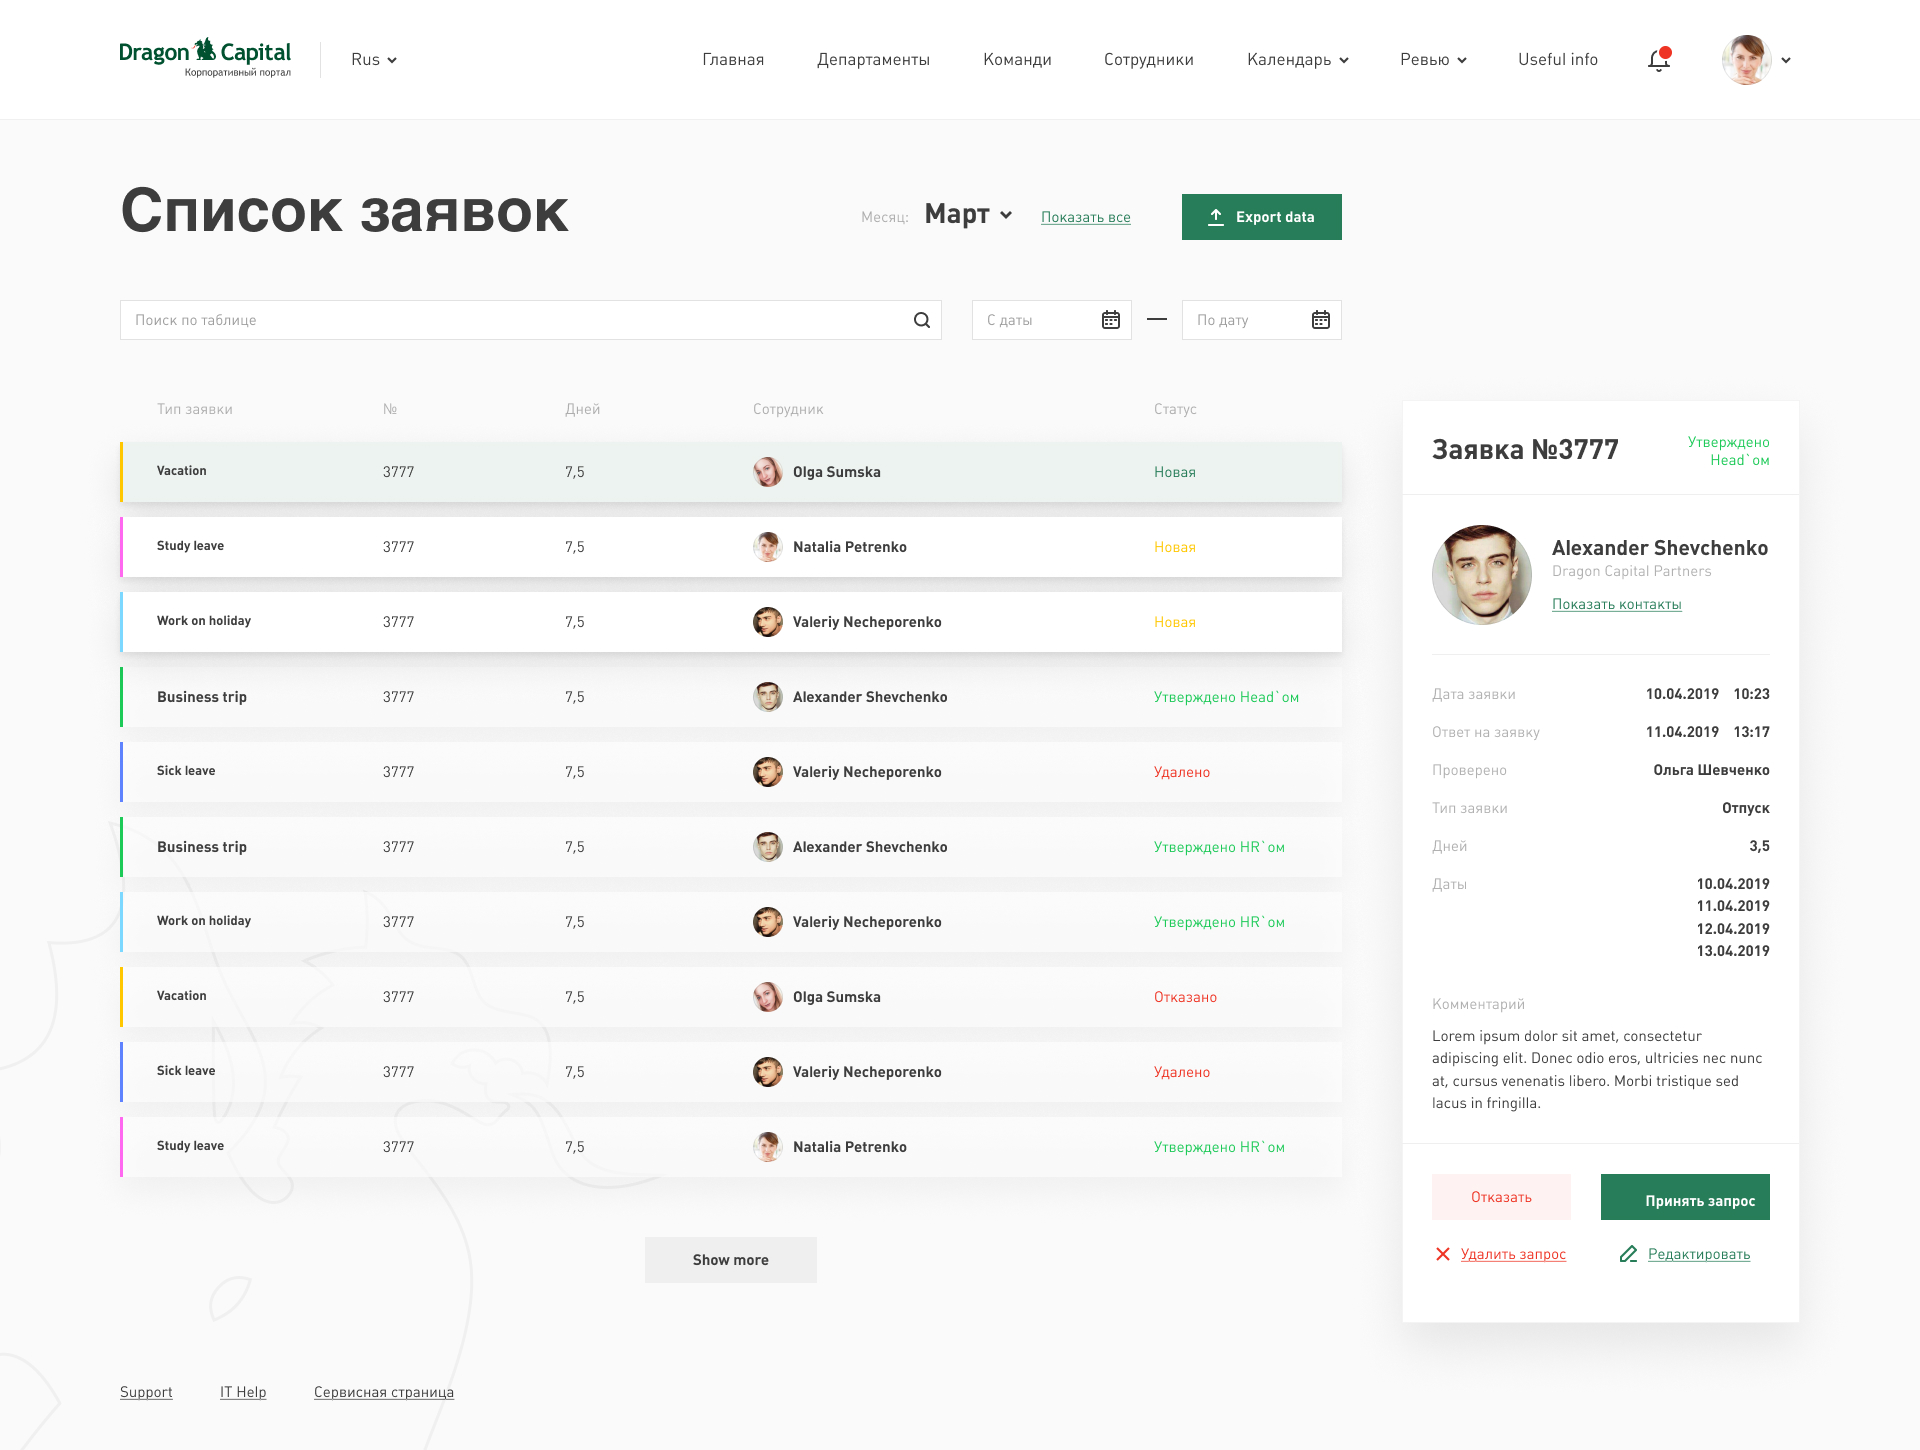 Dragon Capital
Корпоративный портал
Rus
Главная
Департаменты
Команди
Сотрудники
Календарь
Ревью
Useful info
Список заявок
Месяц:
Март
Показать все
Export data
Поиск по таблице
С даты
—
По дату
Тип заявки
№
Дней
Сотрудник
Статус
Vacation 3777 7,5 Olga Sumska Новая
Study leave 3777 7,5 Natalia Petrenko Новая
Work on holiday 3777 7,5 Valeriy Necheporenko Новая
Business trip 3777 7,5 Alexander Shevchenko Утверждено Head`ом
Sick leave 3777 7,5 Valeriy Necheporenko Удалено
Business trip 3777 7,5 Alexander Shevchenko Утверждено HR`ом
Work on holiday 3777 7,5 Valeriy Necheporenko Утверждено HR`ом
Vacation 3777 7,5 Olga Sumska Отказано
Sick leave 3777 7,5 Valeriy Necheporenko Удалено
Study leave 3777 7,5 Natalia Petrenko Утверждено HR`ом
Show more
Заявка №3777
Утверждено
Head`ом
Alexander Shevchenko
Dragon Capital Partners
Показать контакты
Дата заявки 10.04.2019 10:23
Ответ на заявку 11.04.2019 13:17
Проверено Ольга Шевченко
Тип заявки Отпуск
Дней 3,5
Даты 10.04.2019
11.04.2019
12.04.2019
13.04.2019
Комментарий
Lorem ipsum dolor sit amet, consectetur
adipiscing elit. Donec odio eros, ultricies nec nunc
at, cursus venenatis libero. Morbi tristique sed
lacus in fringilla.
Отказать
Принять запрос
Удалить запрос
Редактировать
Support
IT Help
Сервисная страница